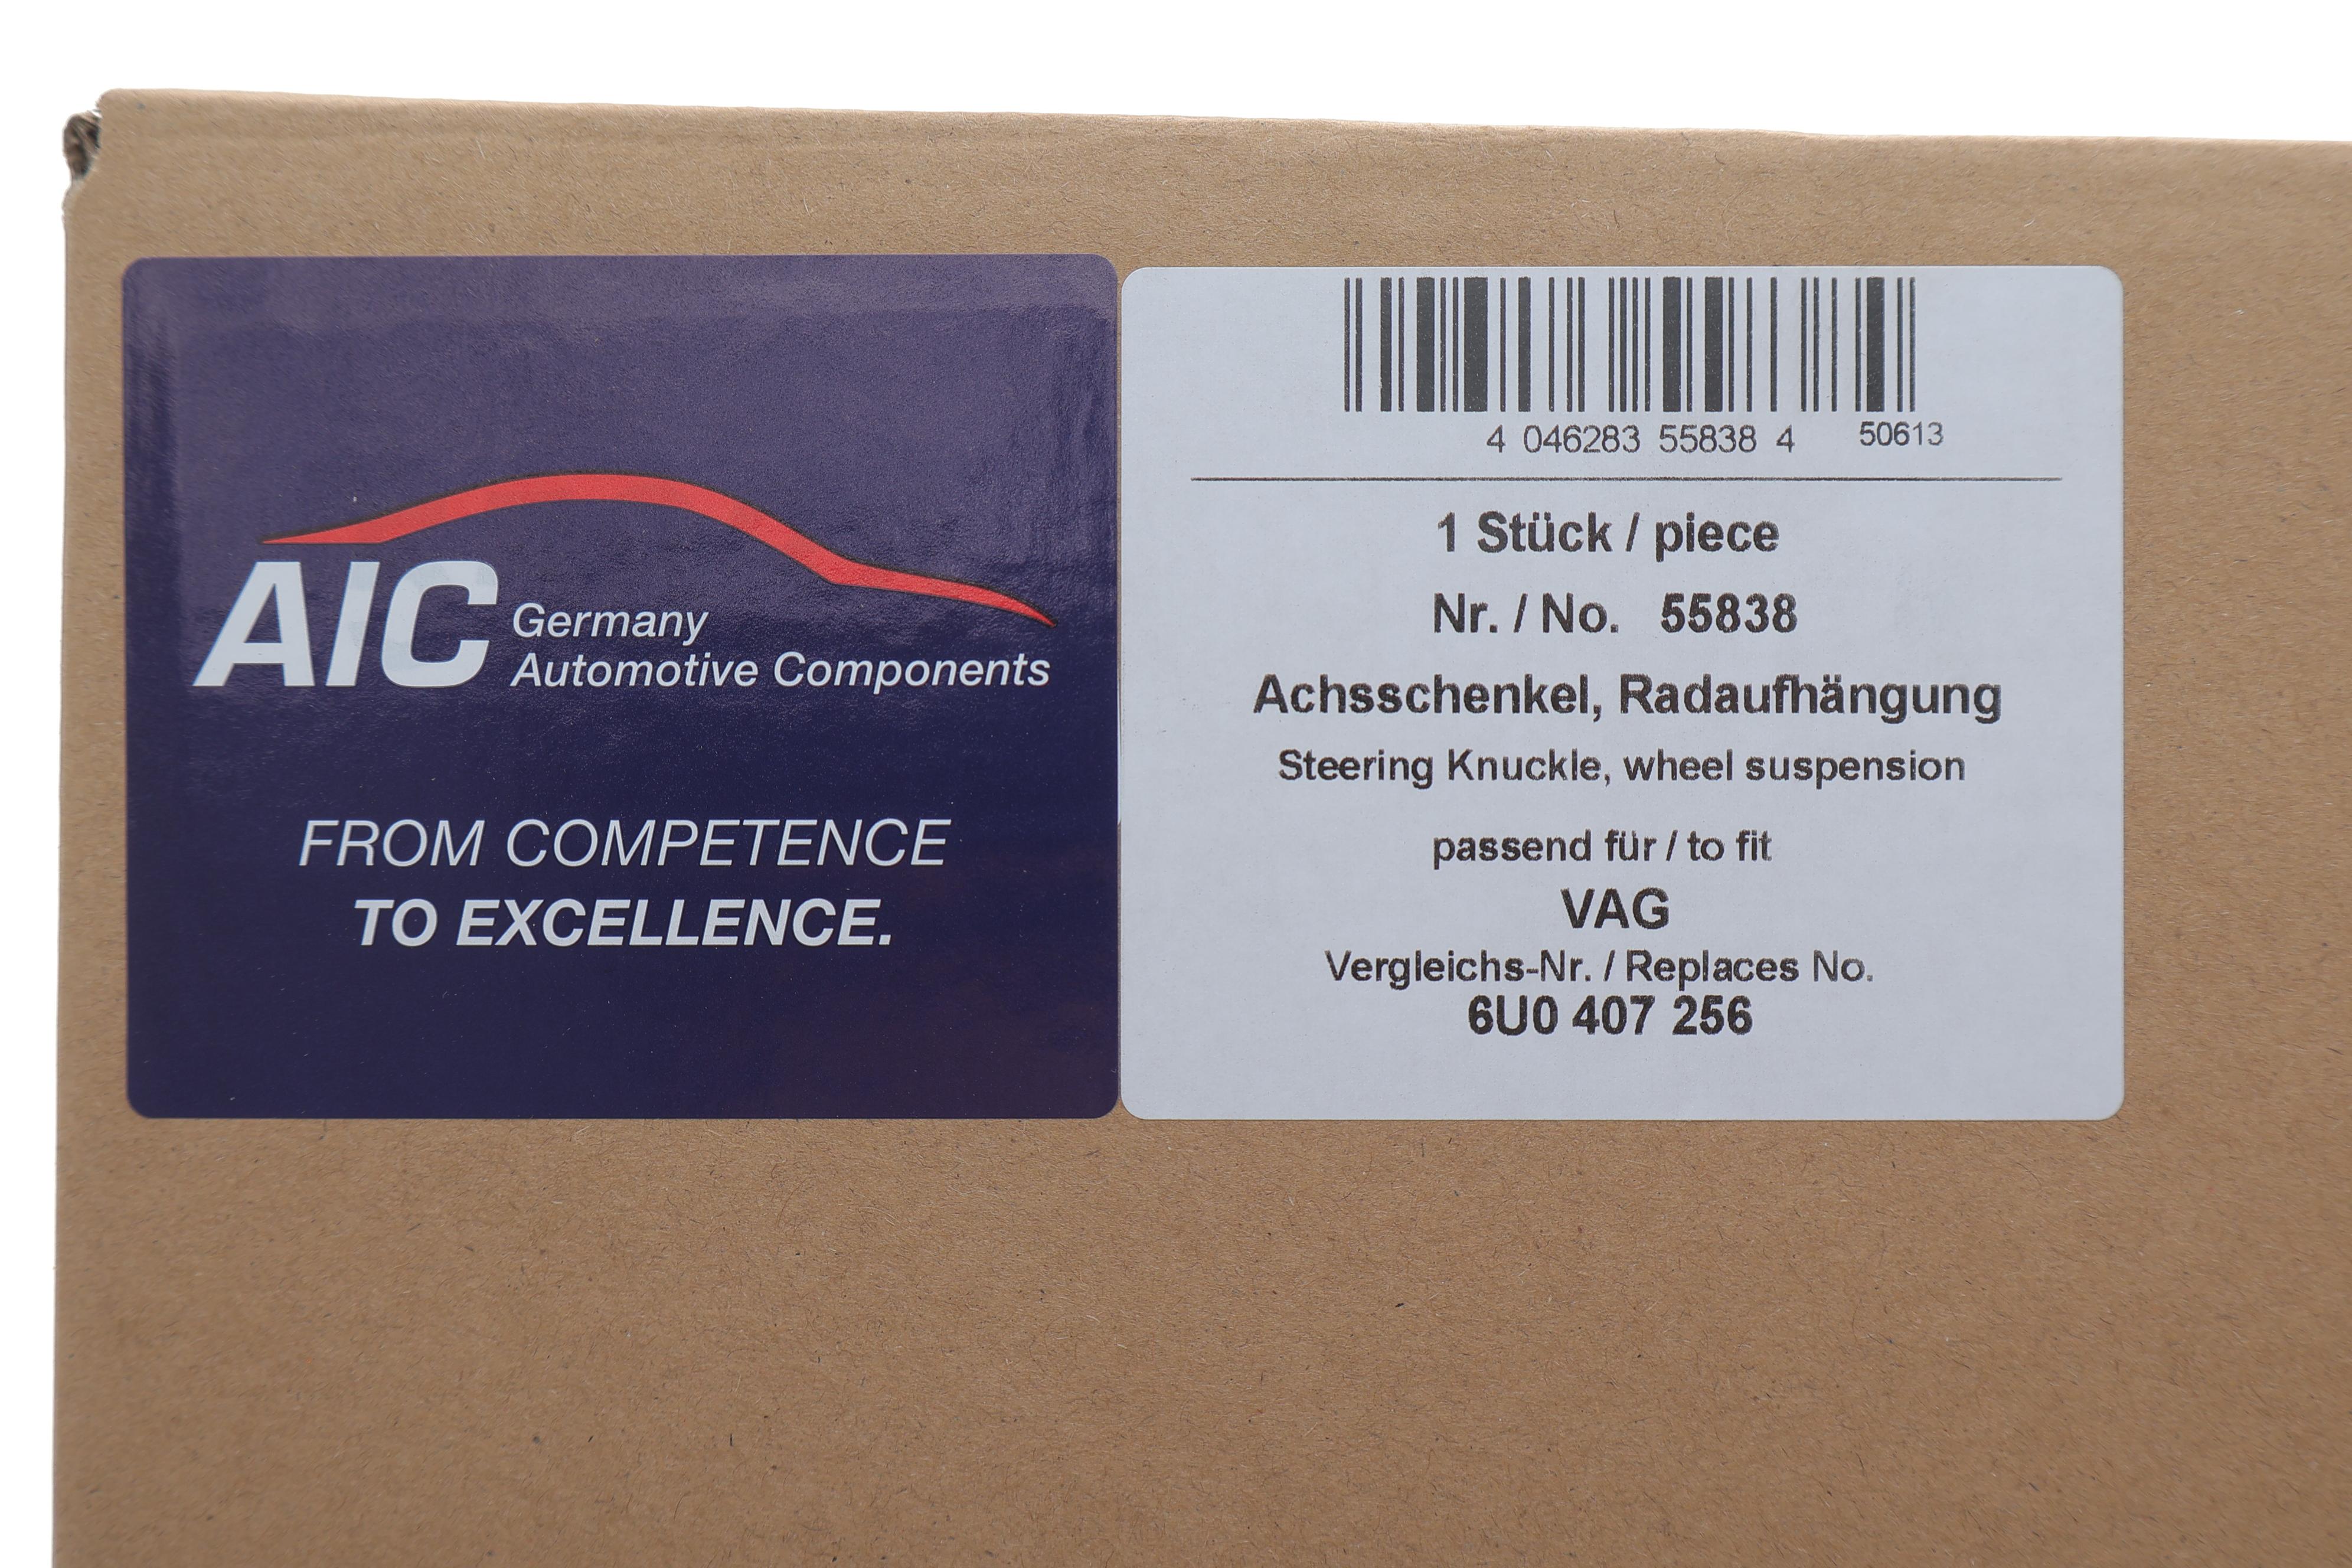 AIC Germany
Automotive Components
FROM COMPETENCE
TO EXCELLENCE.
4 046283 55838 4 50613
1 Stück / piece
Nr. / No. 55838
Achsschenkel, Radaufhängung
Steering Knuckle, wheel suspension
passend für / to fit
VAG
Vergleichs-Nr. / Replaces No.
6U0 407 256